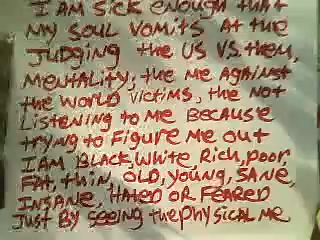 I AM SICK ENOUGH tHAt
MY SOUL VOMITS At tHE
JUDGING the US VS.them,
MENtALity; the ME AGAINSt
the WORLD VICTIMS, the NOt
Listening to ME BECAUSE
trying to FIGURE ME OUt
I AM BLACK, White, Rich, poor,
FAt, thin, OLD, YOUNG, SANE,
INSANE, HATED OR FEARED
JUSt BY SEEING the PHYSICAL ME